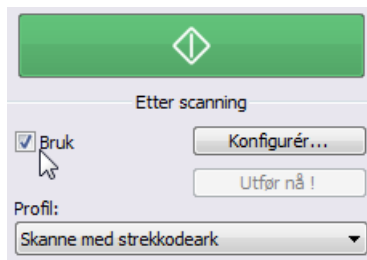 Etter scanning
Bruk
Konfigurér...
Utfør nå !
Profil:
Skanne med strekkodeark